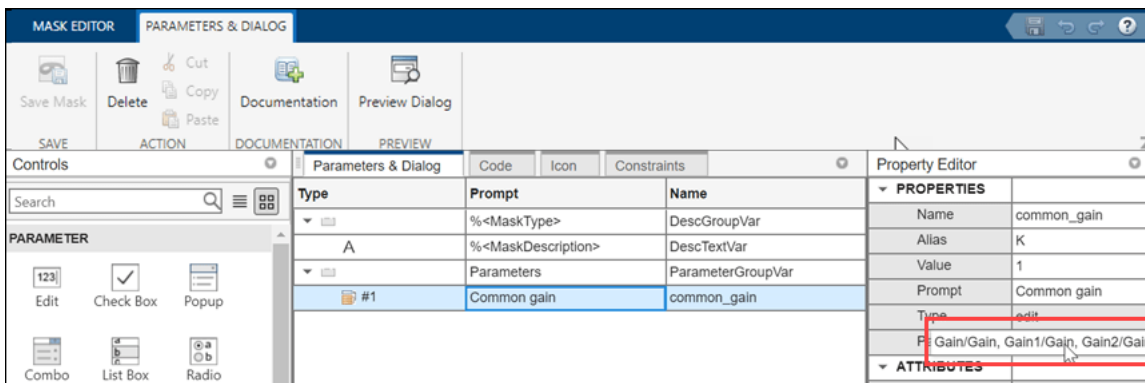 MASK EDITOR PARAMETERS & DIALOG
?
Cut
Copy
Paste
Save Mask Delete Documentation Preview Dialog
SAVE ACTION DOCUMENTATION PREVIEW
Controls Parameters & Dialog Code Icon Constraints Property Editor
Search Type Prompt Name PROPERTIES
%<MaskType> DescGroupVar Name common_gain
PARAMETER A %<MaskDescription> DescTextVar Alias K
Parameters ParameterGroupVar Value 1
123 #1 Common gain common_gain Prompt Common gain
Edit Check Box Popup Type edit
Gain/Gain, Gain1/Gain, Gain2/Gai
a
b
a
b
ATTRIBUTES
Combo List Box Radio